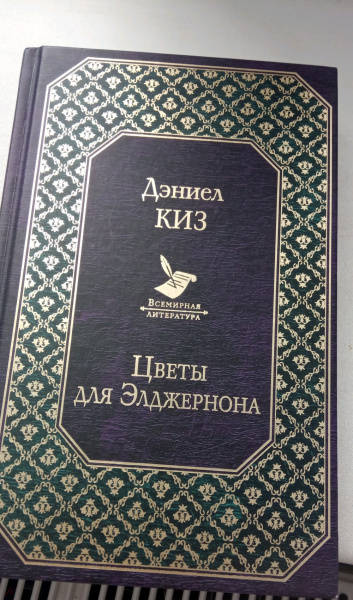 Дэниел
КИЗ
Всемирная
литература
Цветы
для Элджернона